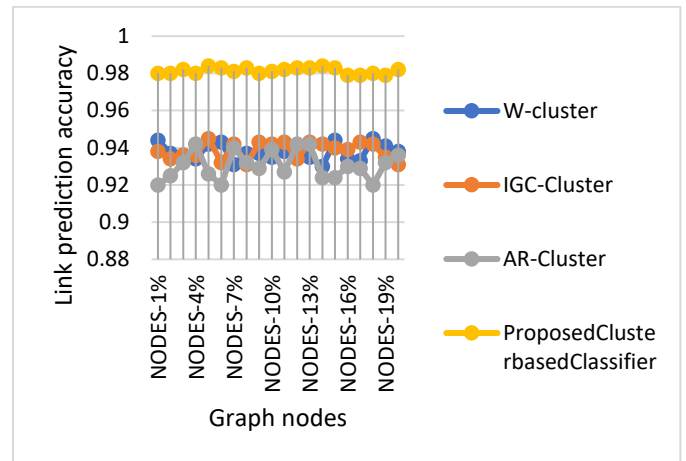 Link prediction accuracy
1
0.98
0.96
0.94
0.92
0.9
0.88
NODES-1%
NODES-4%
NODES-7%
NODES-10%
NODES-13%
NODES-16%
NODES-19%
Graph nodes
W-cluster
IGC-Cluster
AR-Cluster
ProposedCluste
rbasedClassifier